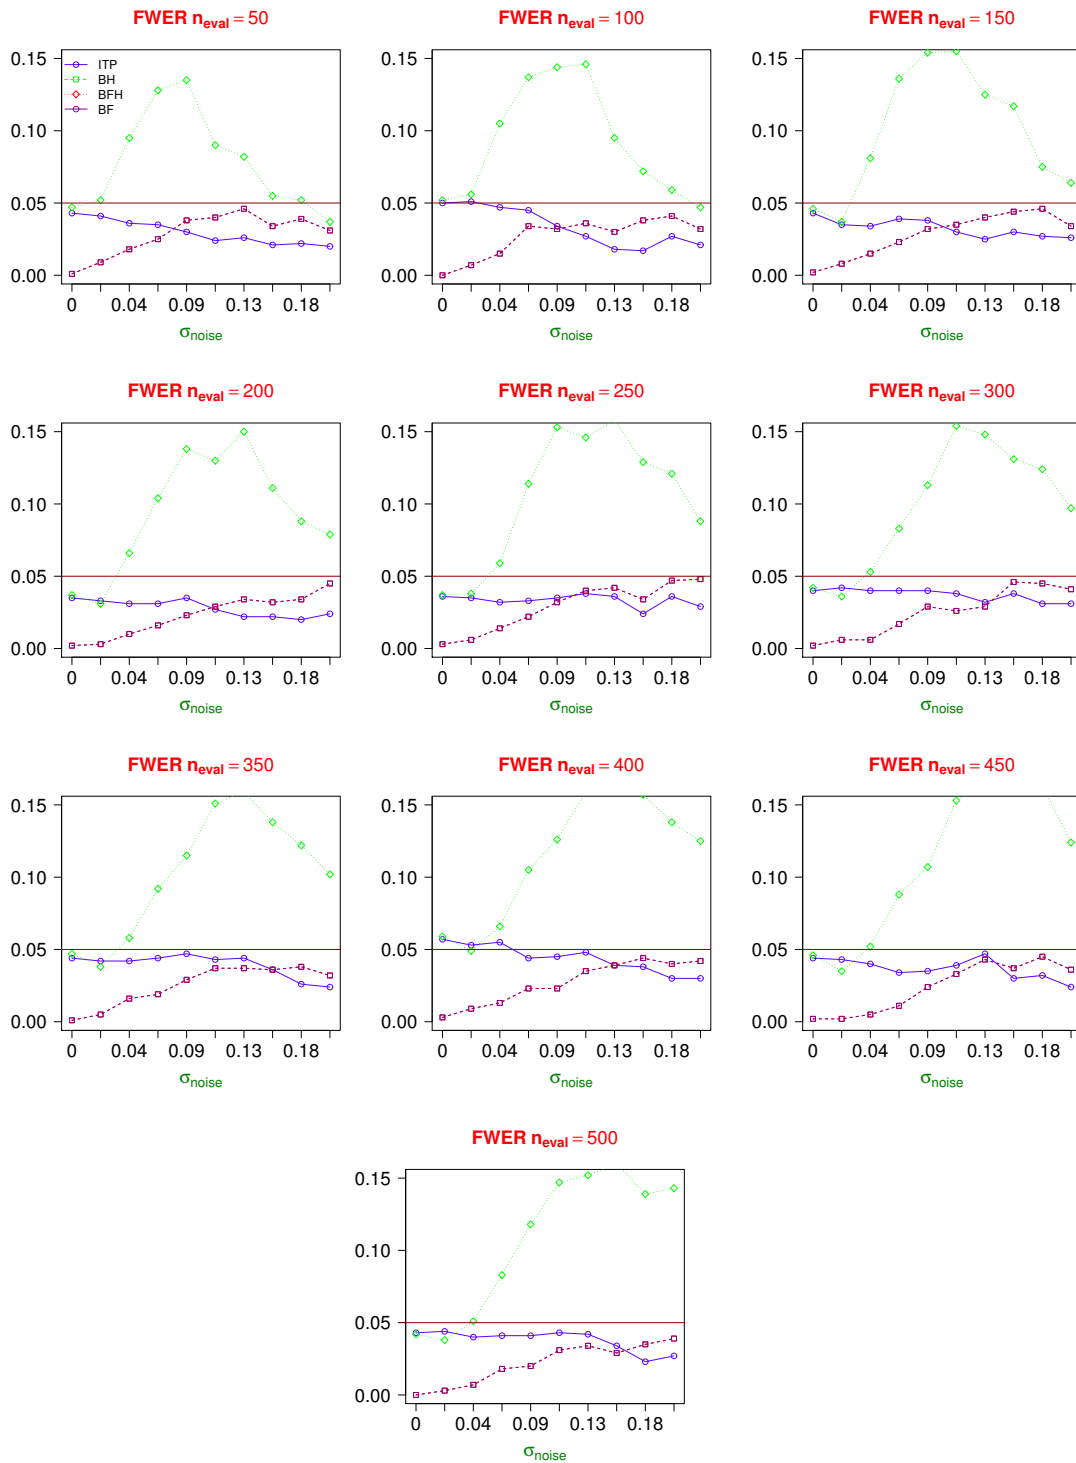 FWER n_eval = 50
0.15
0.10
0.05
0.00
ITP
BH
BFH
BF
0 0.04 0.09 0.13 0.18
σ_noise
FWER n_eval = 100
0.15
0.10
0.05
0.00
0 0.04 0.09 0.13 0.18
σ_noise
FWER n_eval = 150
0.15
0.10
0.05
0.00
0 0.04 0.09 0.13 0.18
σ_noise
FWER n_eval = 200
0.15
0.10
0.05
0.00
0 0.04 0.09 0.13 0.18
σ_noise
FWER n_eval = 250
0.15
0.10
0.05
0.00
0 0.04 0.09 0.13 0.18
σ_noise
FWER n_eval = 300
0.15
0.10
0.05
0.00
0 0.04 0.09 0.13 0.18
σ_noise
FWER n_eval = 350
0.15
0.10
0.05
0.00
0 0.04 0.09 0.13 0.18
σ_noise
FWER n_eval = 400
0.15
0.10
0.05
0.00
0 0.04 0.09 0.13 0.18
σ_noise
FWER n_eval = 450
0.15
0.10
0.05
0.00
0 0.04 0.09 0.13 0.18
σ_noise
FWER n_eval = 500
0.15
0.10
0.05
0.00
0 0.04 0.09 0.13 0.18
σ_noise